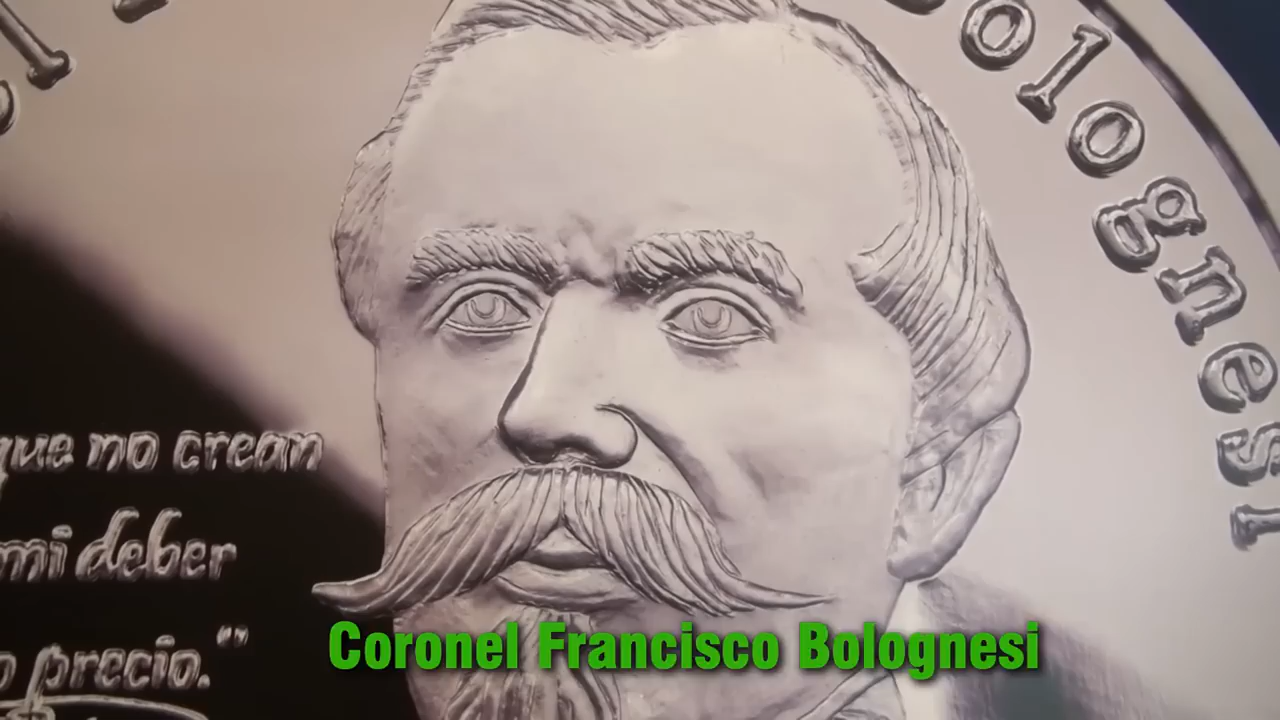 Bolognesi
que no crean
mi deber
precio."
Coronel Francisco Bolognesi